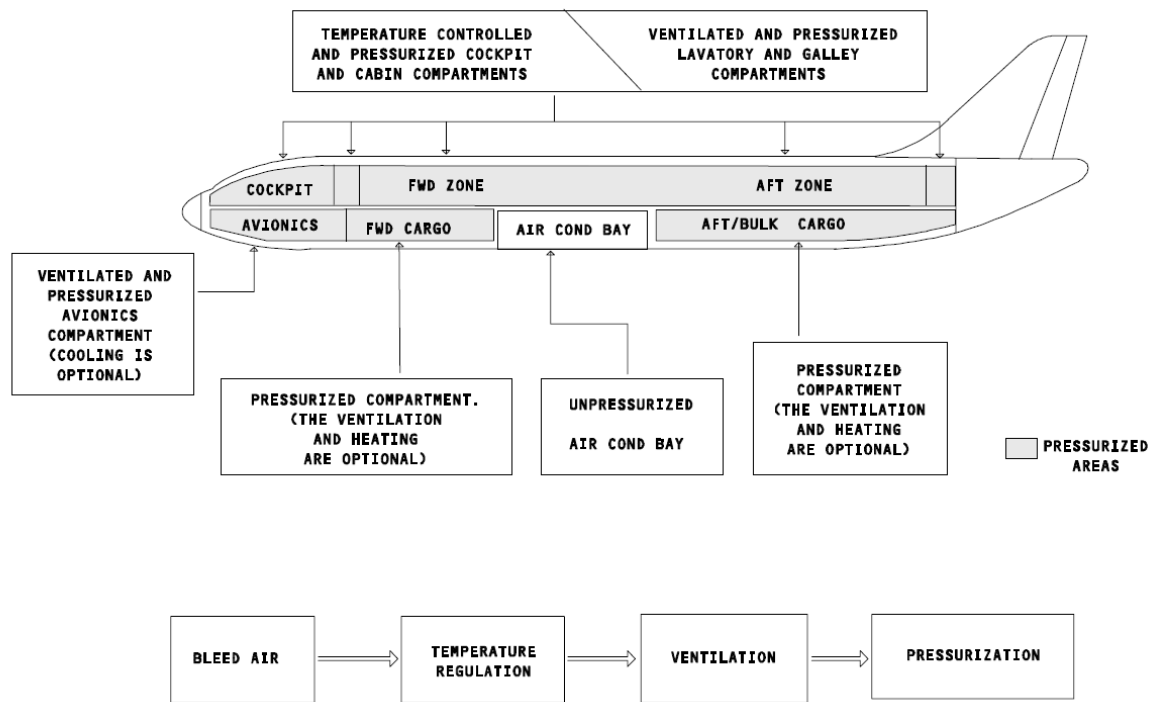 TEMPERATURE CONTROLLED
AND PRESSURIZED COCKPIT
AND CABIN COMPARTMENTS
VENTILATED AND PRESSURIZED
LAVATORY AND GALLEY
COMPARTMENTS
COCKPIT
FWD ZONE
AFT ZONE
AVIONICS
FWD CARGO
AIR COND BAY
AFT/BULK CARGO
VENTILATED AND
PRESSURIZED
AVIONICS
COMPARTMENT
(COOLING IS
OPTIONAL)
PRESSURIZED COMPARTMENT.
(THE VENTILATION
AND HEATING
ARE OPTIONAL)
UNPRESSURIZED
AIR COND BAY
PRESSURIZED
COMPARTMENT
(THE VENTILATION
AND HEATING
ARE OPTIONAL)
PRESSURIZED
AREAS
BLEED AIR
TEMPERATURE
REGULATION
VENTILATION
PRESSURIZATION